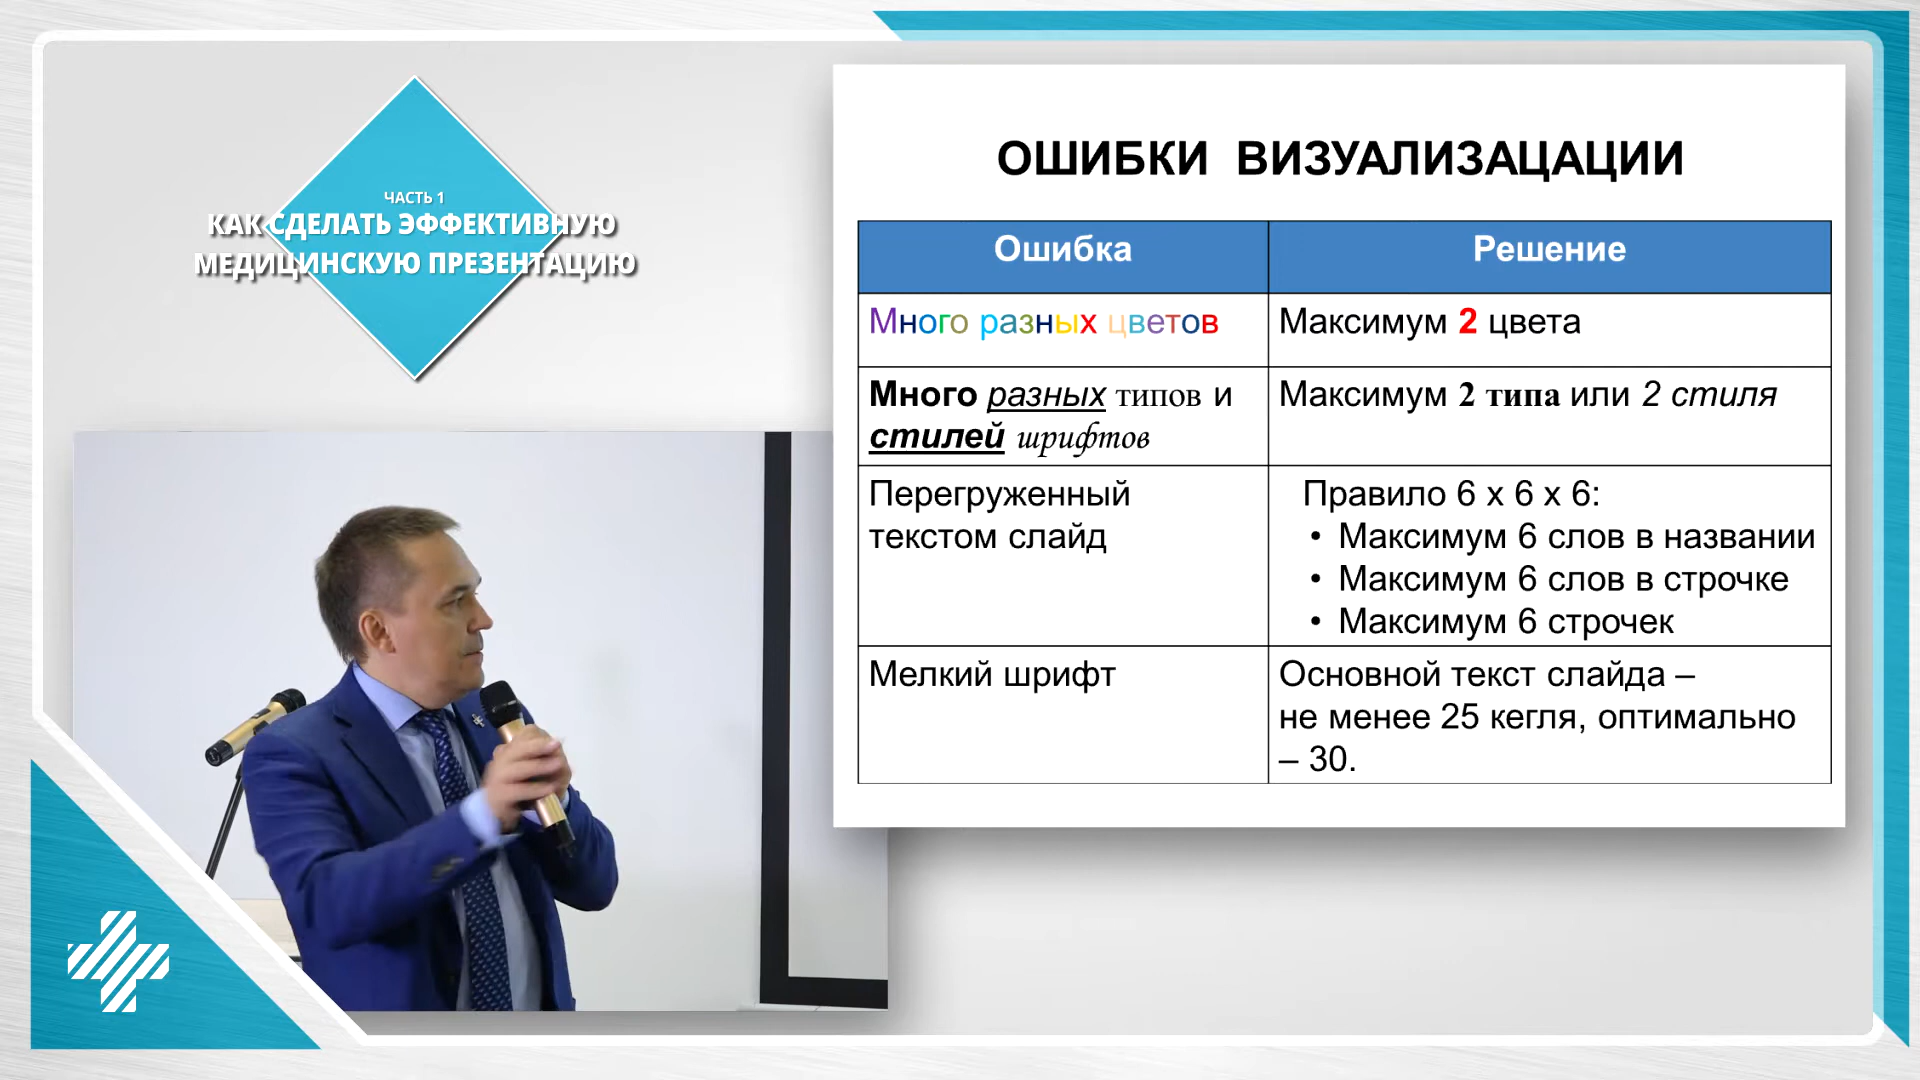 ЧАСТЬ 1
КАК СДЕЛАТЬ ЭФФЕКТИВНУЮ
МЕДИЦИНСКУЮ ПРЕЗЕНТАЦИЮ
ОШИБКИ ВИЗУАЛИЗАЦАЦИИ
Ошибка
Решение
Много разных цветов
Максимум 2 цвета
Много разных типов и
стилей шрифтов
Максимум 2 типа или 2 стиля
Перегруженный
текстом слайд
Правило 6 х 6 х 6:
• Максимум 6 слов в названии
• Максимум 6 слов в строчке
• Максимум 6 строчек
Мелкий шрифт
Основной текст слайда –
не менее 25 кегля, оптимально
– 30.